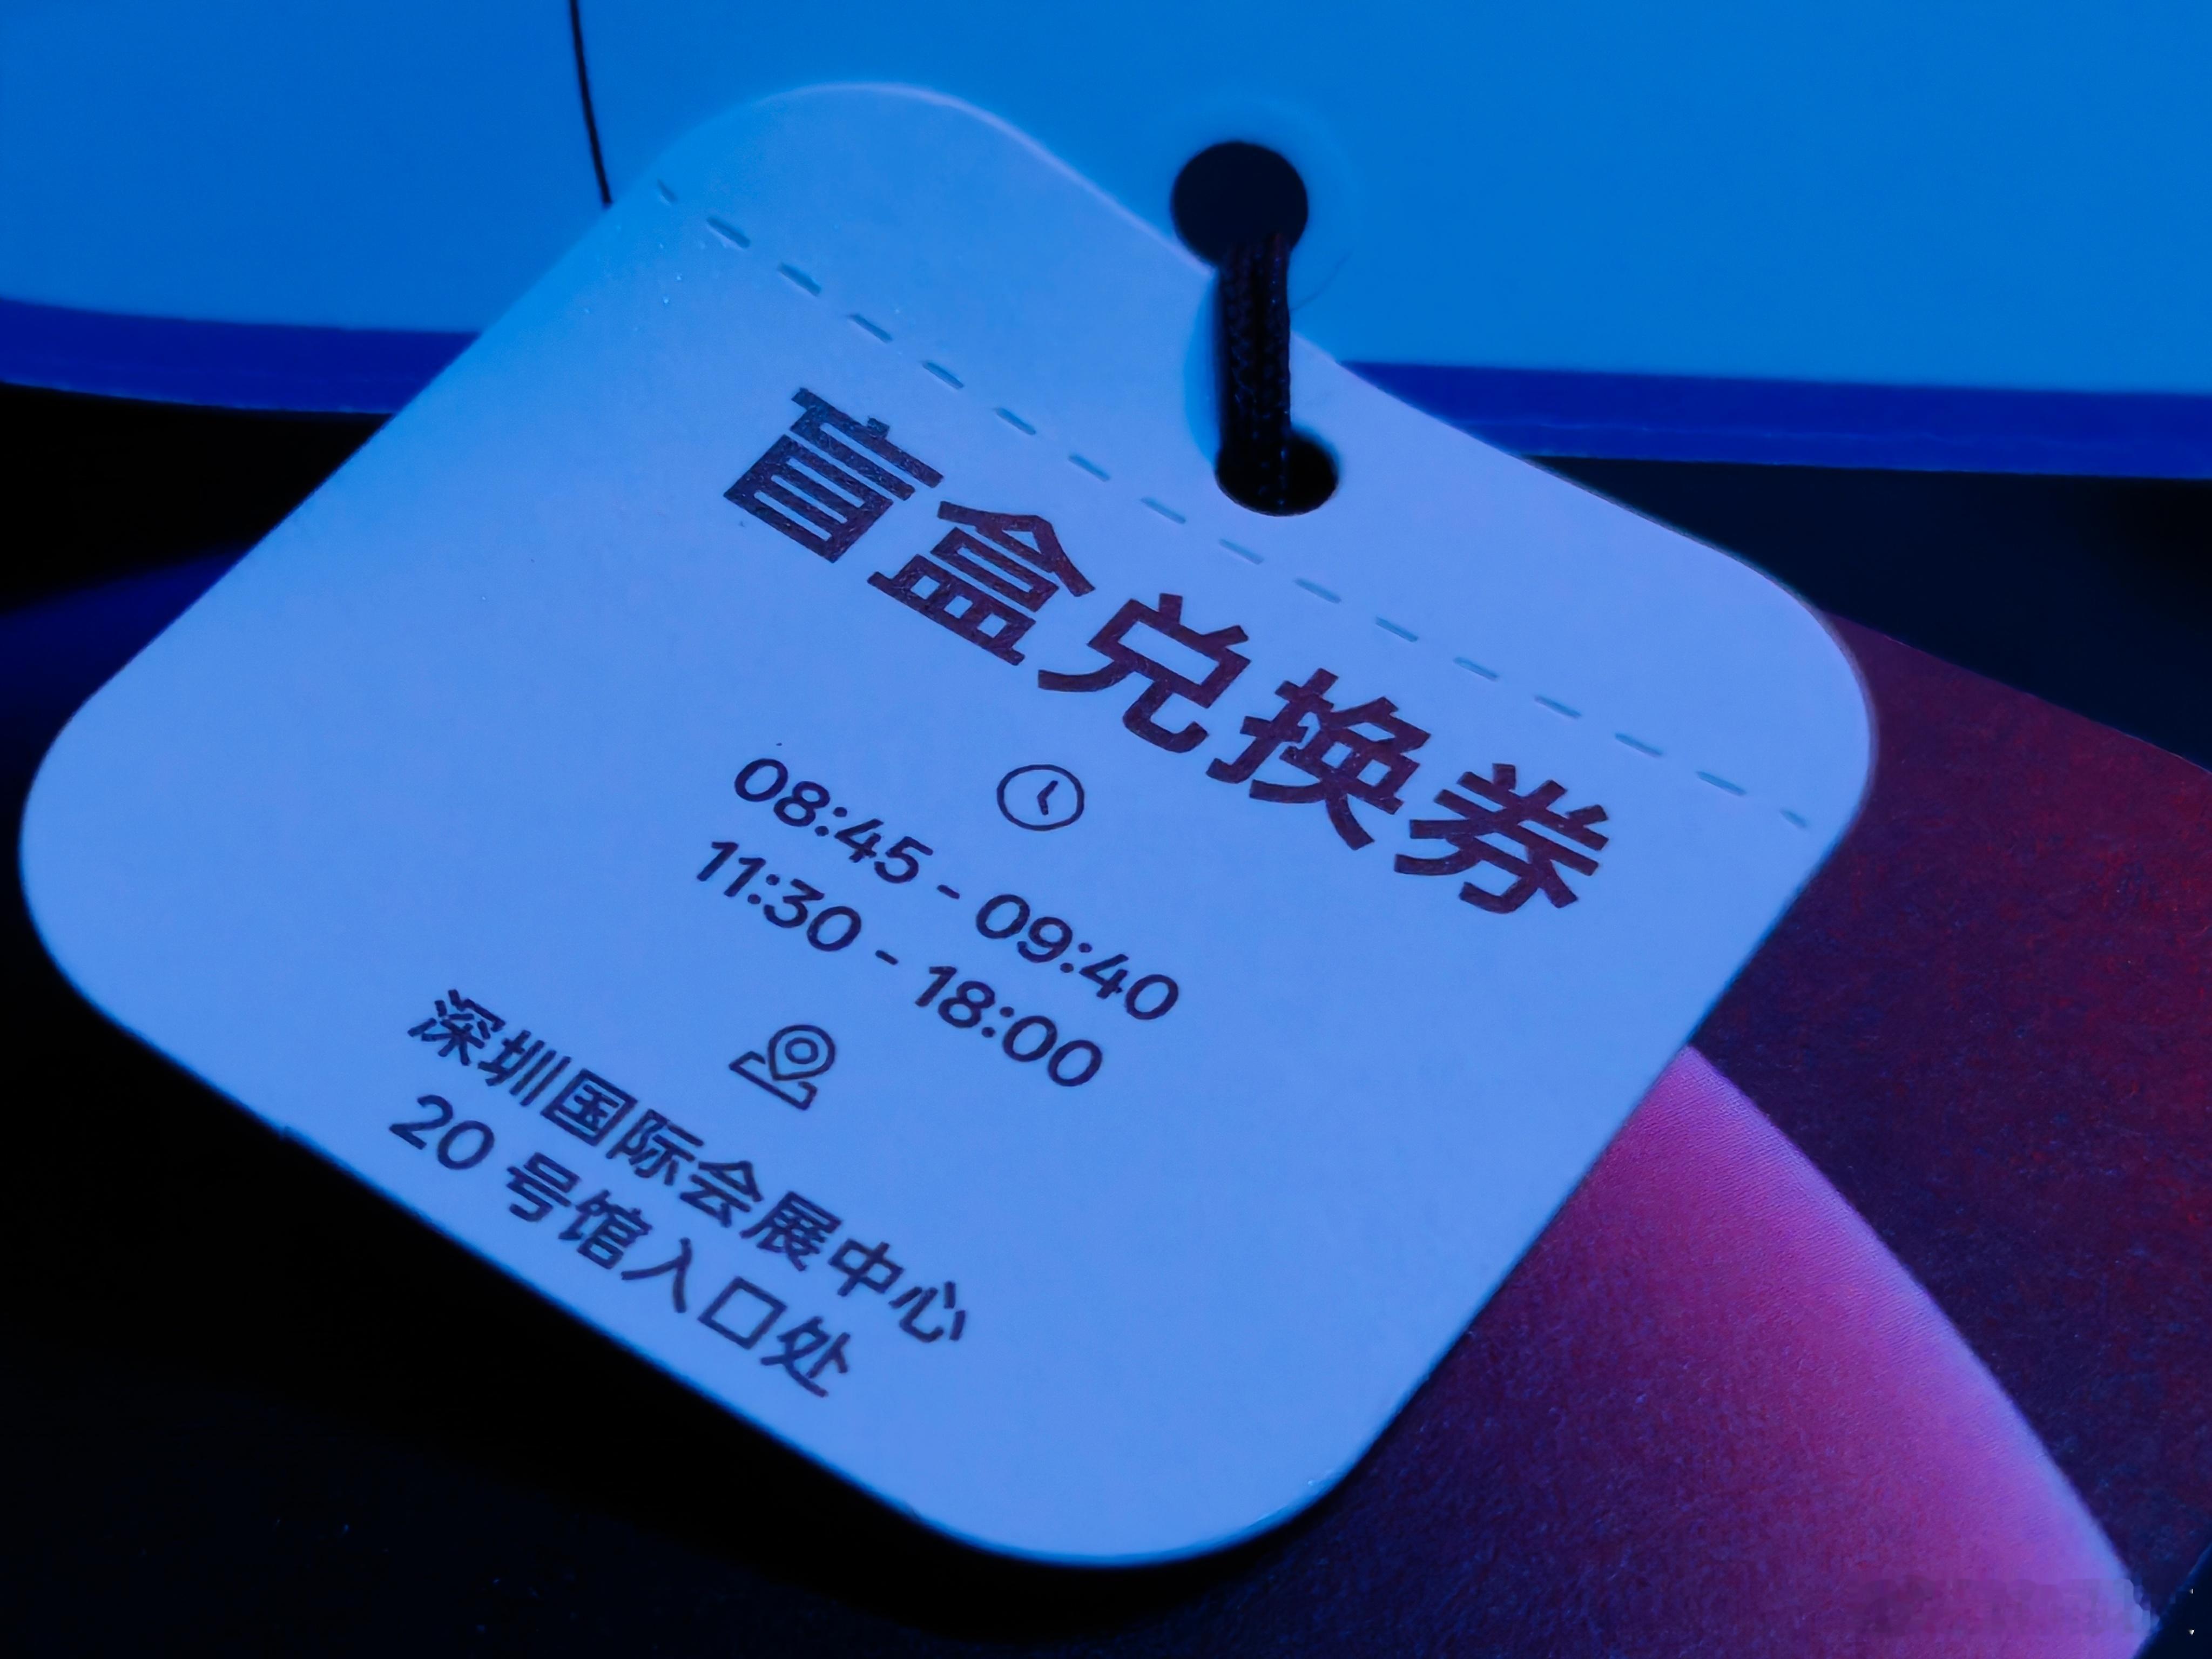 盲盒兑换券
08:45 - 09:40
11:30 - 18:00
深圳国际会展中心
20 号馆入口处